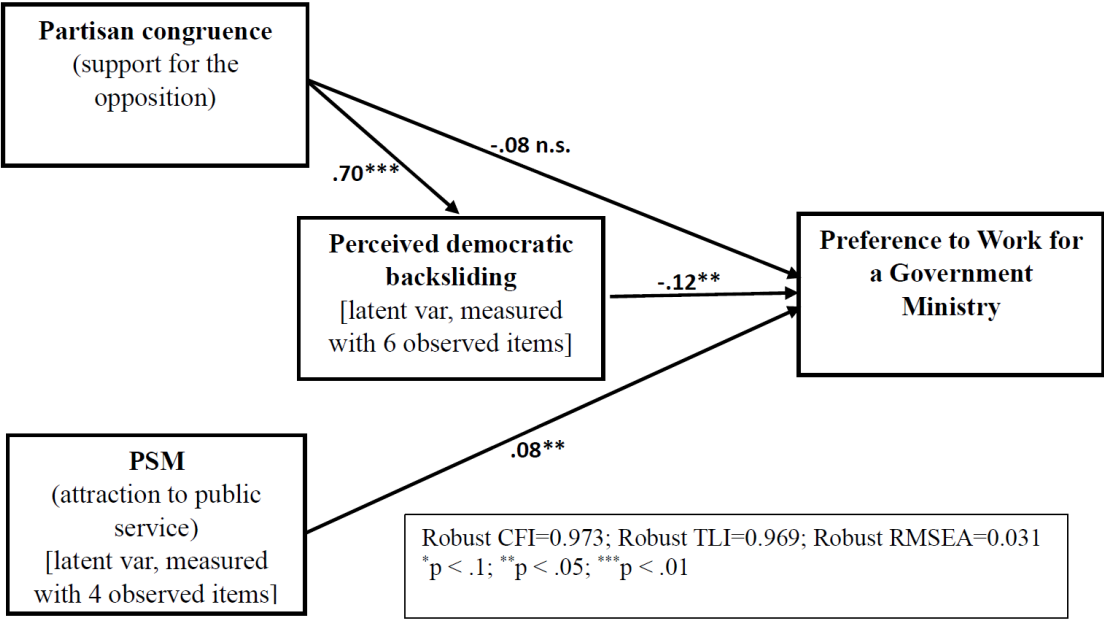 Partisan congruence
(support for the
opposition)
-.08 n.s.
.70***
Perceived democratic
backsliding
[latent var, measured
with 6 observed items]
-.12**
Preference to Work for
a Government
Ministry
.08**
PSM
(attraction to public
service)
[latent var, measured
with 4 observed items]
Robust CFI=0.973; Robust TLI=0.969; Robust RMSEA=0.031
*p < .1; **p < .05; ***p < .01